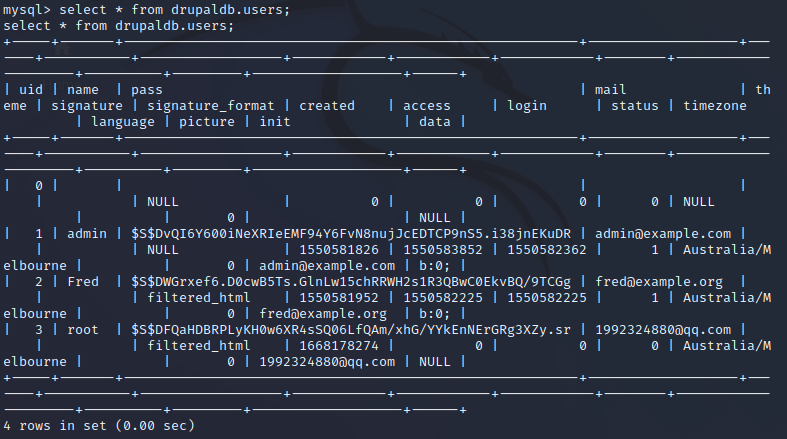 mysql> select * from drupaldb.users;
select * from drupaldb.users;
+-----+-------+---------------------------------------------------------+-------------------+---
----+-----------+------------------+------------+------------+------------+--------+------------
---------+----------+---------+-------------------+------+
| uid | name  | pass                                                    | mail              | th
eme | signature | signature_format | created    | access     | login      | status | timezone
         | language | picture | init              | data |
+-----+-------+---------------------------------------------------------+-------------------+---
----+-----------+------------------+------------+------------+------------+--------+------------
---------+----------+---------+-------------------+------+
|   0 |       |                                                         |                   |
    |           | NULL             |          0 |          0 |          0 |      0 | NULL
         |          |       0 |                   | NULL |
|   1 | admin | $S$DvQI6Y600iNeXRIeEMF94Y6FvN8nujJcEDTCP9nS5.i38jnEKuDR | admin@example.com |
    |           | NULL             | 1550581826 | 1550583852 | 1550582362 |      1 | Australia/M
elbourne |          |       0 | admin@example.com | b:0; |
|   2 | Fred  | $S$DWGrxef6.D0cwB5Ts.GlnLw15chRRWH2s1R3QBwC0EkvBQ/9TCGg | fred@example.org  |
    |           | filtered_html    | 1550581952 | 1550582225 | 1550582225 |      1 | Australia/M
elbourne |          |       0 | fred@example.org  | b:0; |
|   3 | root  | $S$DFQaHDBRPLyKH0w6XR4sSQ06LfQAm/xhG/YYkEnNErGRg3XZy.sr | 1992324880@qq.com |
    |           | filtered_html    | 1668178274 |          0 |          0 |      0 | Australia/M
elbourne |          |       0 | 1992324880@qq.com | NULL |
+-----+-------+---------------------------------------------------------+-------------------+---
----+-----------+------------------+------------+------------+------------+--------+------------
---------+----------+---------+-------------------+------+
4 rows in set (0.00 sec)